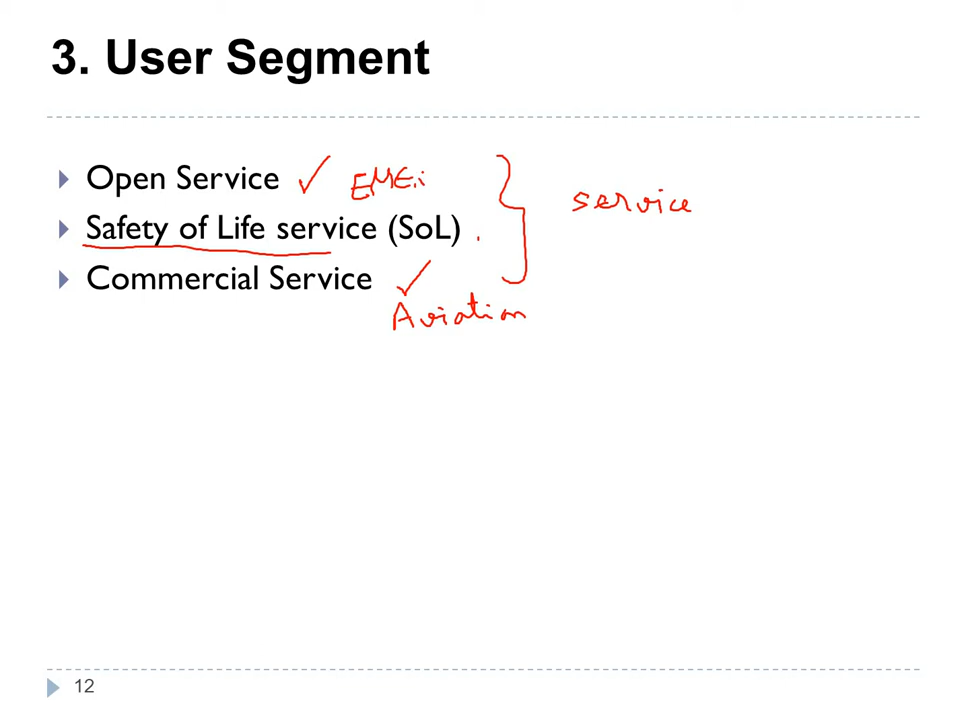 3. User Segment
Open Service
Safety of Life service (SoL)
service
Commercial Service
Aviation
12